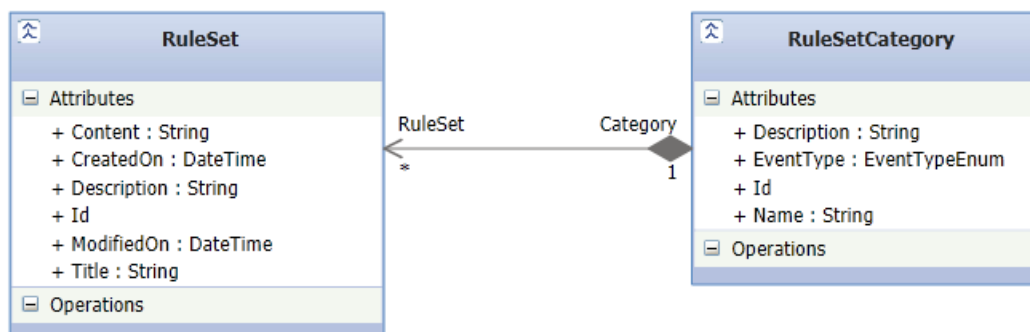 RuleSet
Attributes
+ Content : String
+ CreatedOn : DateTime
+ Description : String
+ Id
+ ModifiedOn : DateTime
+ Title : String
Operations
RuleSet
Category
*
1
RuleSetCategory
Attributes
+ Description : String
+ EventType : EventTypeEnum
+ Id
+ Name : String
Operations